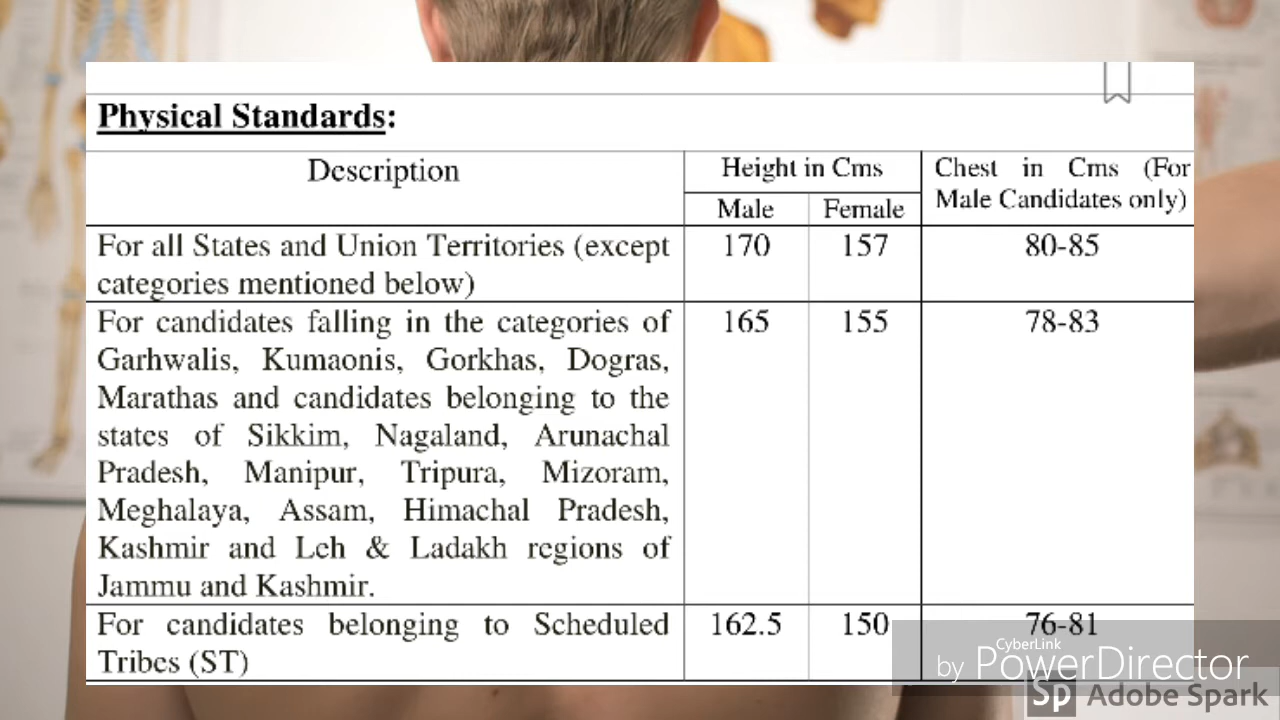 Physical Standards:
Description
Height in Cms
Chest in Cms (For
Male Candidates only)
Male
Female
For all States and Union Territories (except
categories mentioned below)
170
157
80-85
For candidates falling in the categories of
Garhwalis, Kumaonis, Gorkhas, Dogras,
Marathas and candidates belonging to the
states of Sikkim, Nagaland, Arunachal
Pradesh, Manipur, Tripura, Mizoram,
Meghalaya, Assam, Himachal Pradesh,
Kashmir and Leh & Ladakh regions of
Jammu and Kashmir.
165
155
78-83
For candidates belonging to Scheduled
Tribes (ST)
162.5
150
76-81
CyberLink
by PowerDirector
Sp Adobe Spark